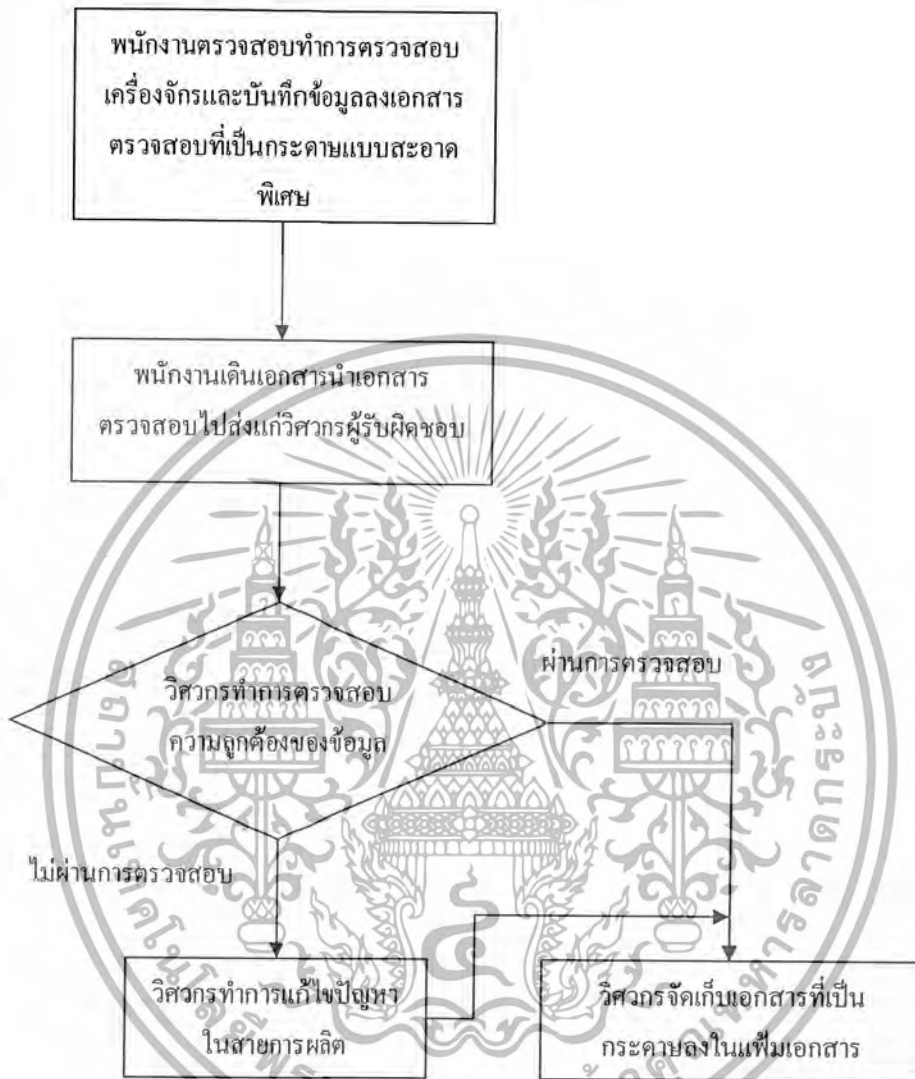 พนักงานตรวจสอบทำการตรวจสอบ
เครื่องจักรและบันทึกข้อมูลลงเอกสาร
ตรวจสอบที่เป็นกระดาษแบบสะอาด
พิเศษ
พนักงานเดินเอกสารนำเอกสาร
ตรวจสอบไปส่งแก่วิศวกรผู้รับผิดชอบ
วิศวกรทำการตรวจสอบ
ความถูกต้องของข้อมูล
ผ่านการตรวจสอบ
ไม่ผ่านการตรวจสอบ
วิศวกรทำการแก้ไขปัญหา
ในสายการผลิต
วิศวกรจัดเก็บเอกสารที่เป็น
กระดาษลงในแฟ้มเอกสาร